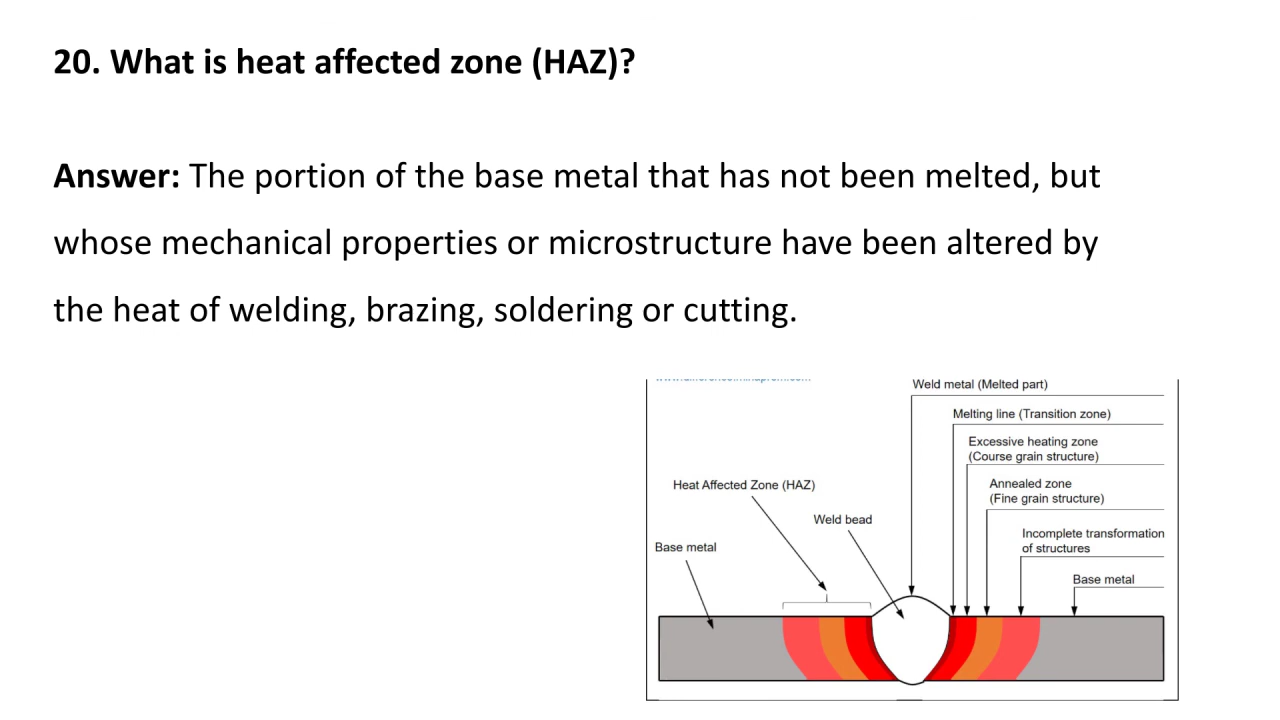 20. What is heat affected zone (HAZ)?
Answer: The portion of the base metal that has not been melted, but
whose mechanical properties or microstructure have been altered by
the heat of welding, brazing, soldering or cutting.
Weld metal (Melted part)
Melting line (Transition zone)
Excessive heating zone
(Course grain structure)
Heat Affected Zone (HAZ)
Annealed zone
(Fine grain structure)
Weld bead
Incomplete transformation
of structures
Base metal
Base metal